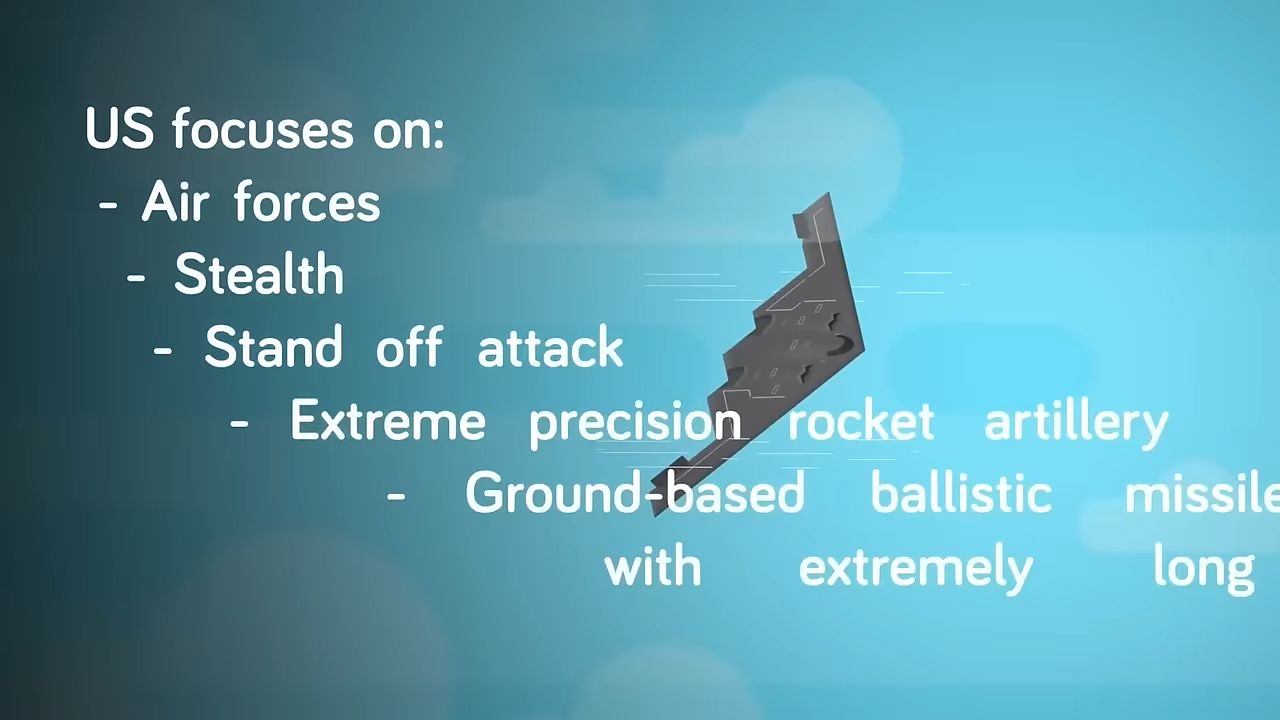 US focuses on:
- Air forces
- Stealth
- Stand off attack
- Extreme precision rocket artillery
- Ground-based ballistic missile
with extremely long